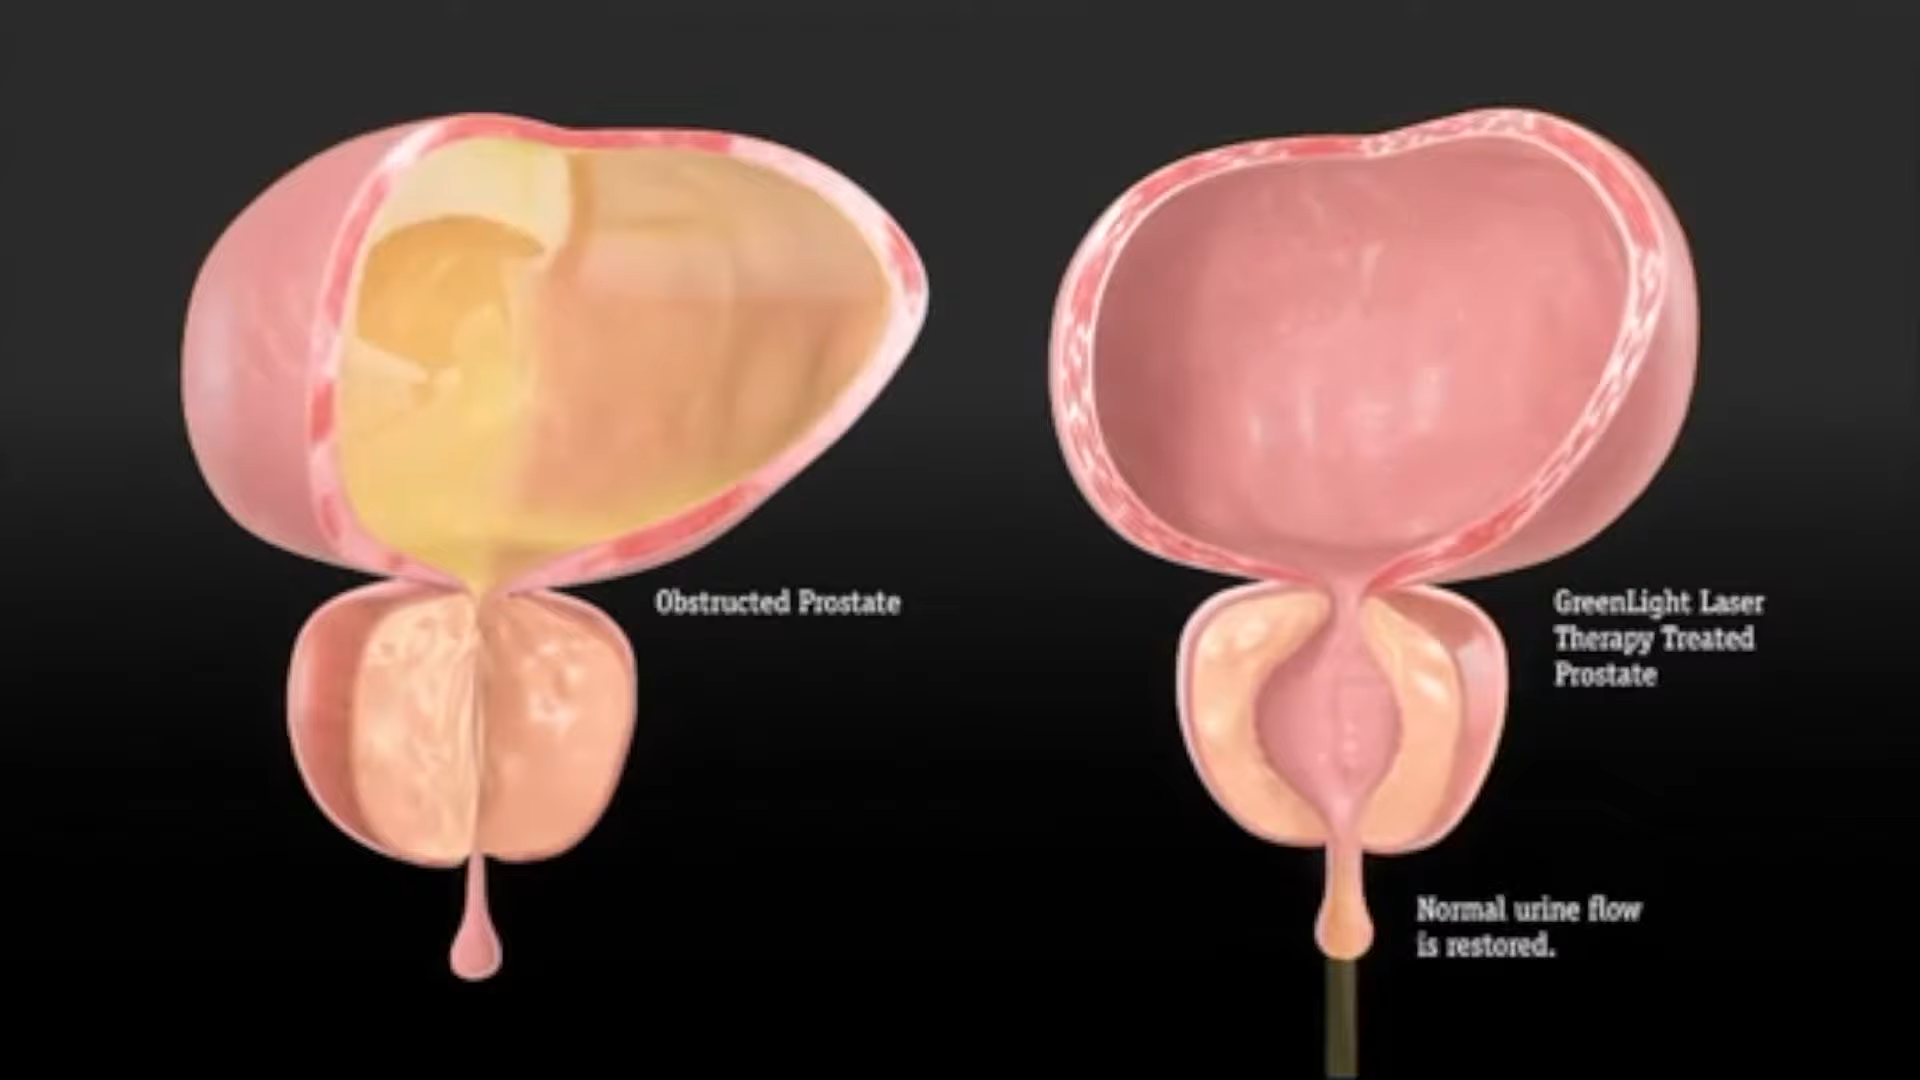 Obstructed Prostate
GreenLight Laser
Therapy Treated
Prostate
Normal urine flow
is restored.